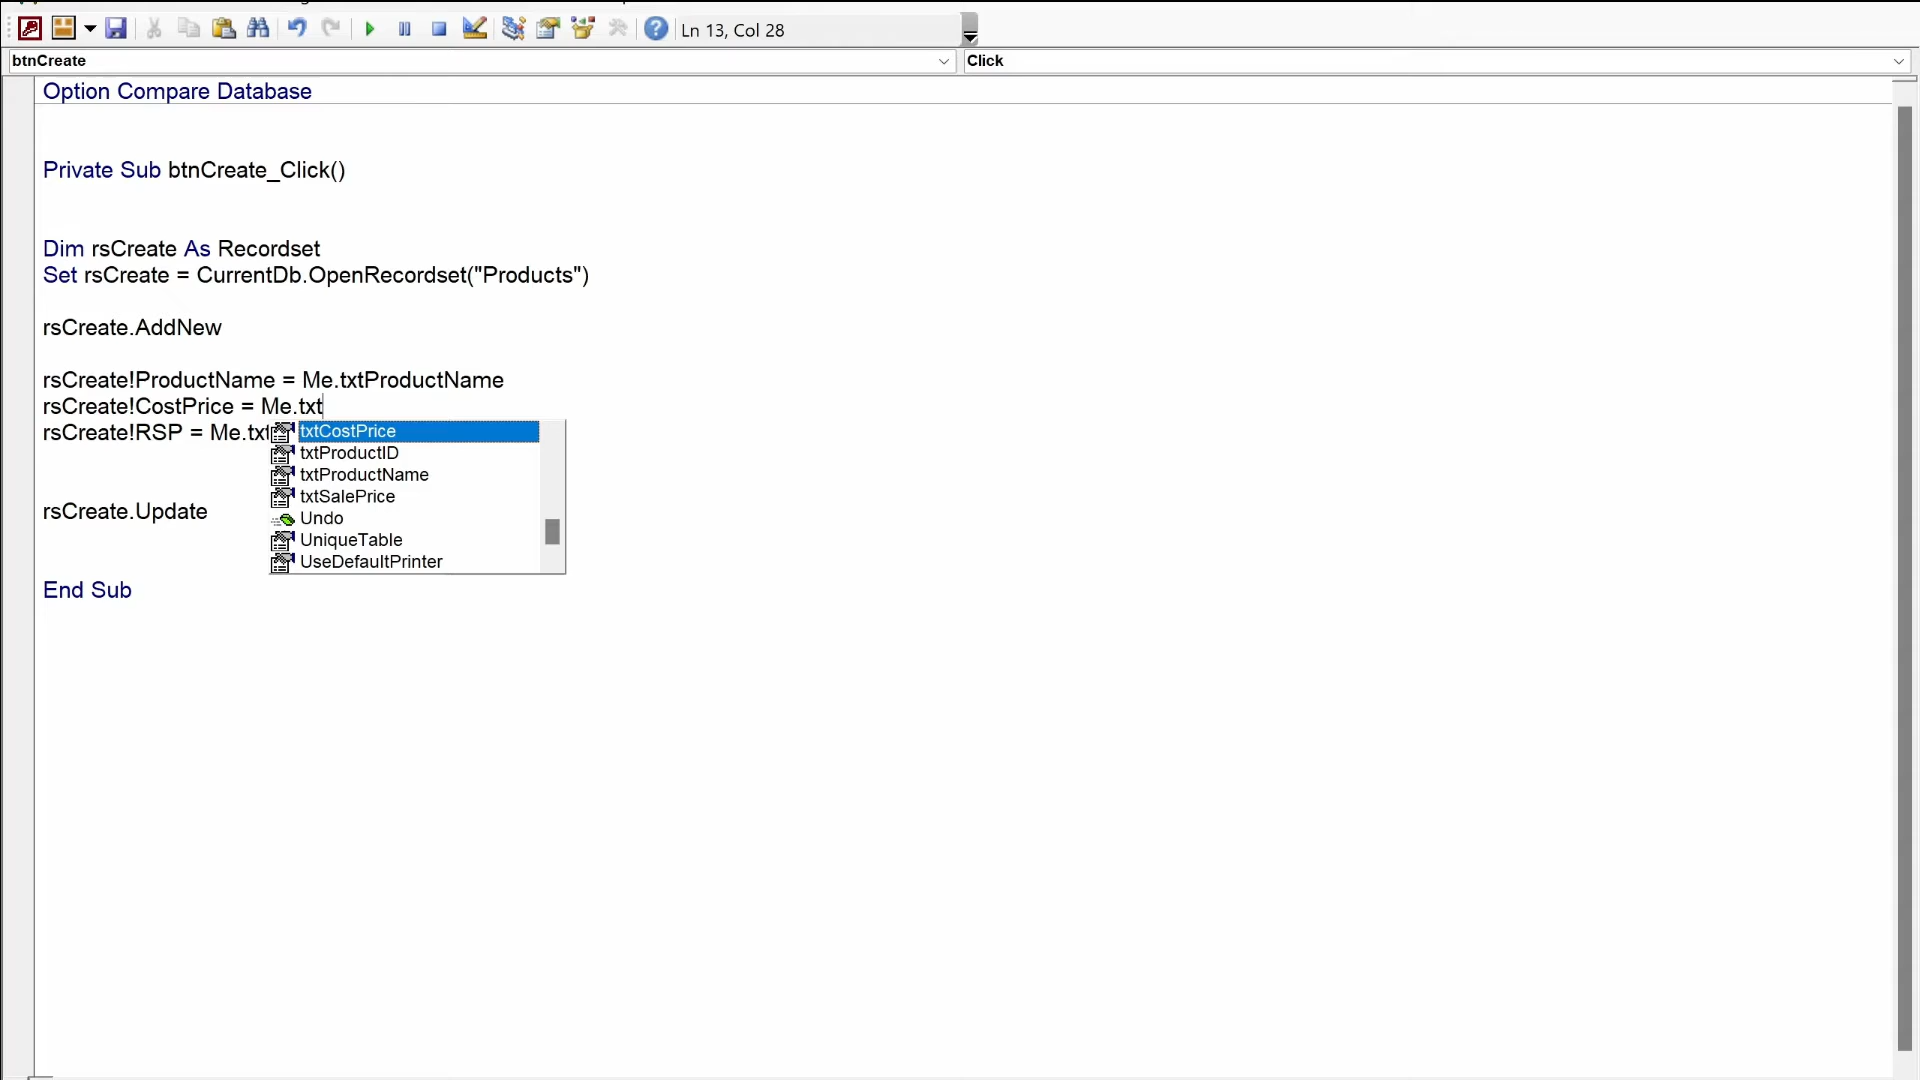 Ln 13, Col 28
btnCreate
Click
Option Compare Database
Private Sub btnCreate_Click()
Dim rsCreate As Recordset
Set rsCreate = CurrentDb.OpenRecordset("Products")
rsCreate.AddNew
rsCreate!ProductName = Me.txtProductName
rsCreate!CostPrice = Me.txt
rsCreate!RSP = Me.txt
txtCostPrice
txtProductID
txtProductName
txtSalePrice
Undo
UniqueTable
UseDefaultPrinter
rsCreate.Update
End Sub